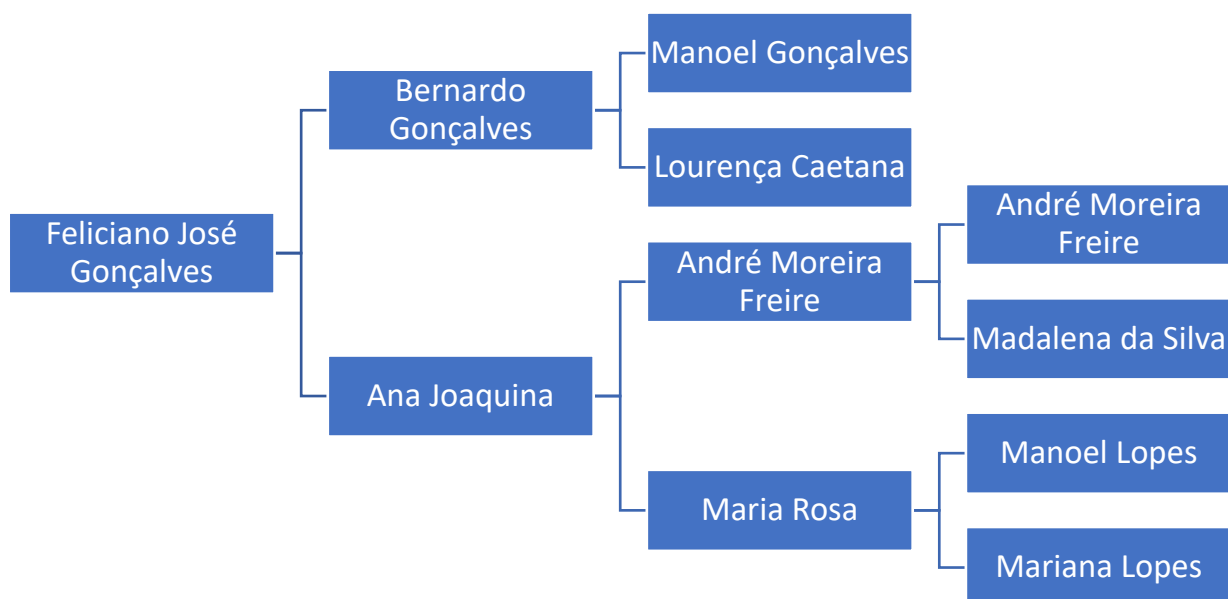 Feliciano José
Gonçalves
Bernardo
Gonçalves
Manoel Gonçalves
Lourença Caetana
Ana Joaquina
André Moreira
Freire
André Moreira
Freire
Madalena da Silva
Maria Rosa
Manoel Lopes
Mariana Lopes